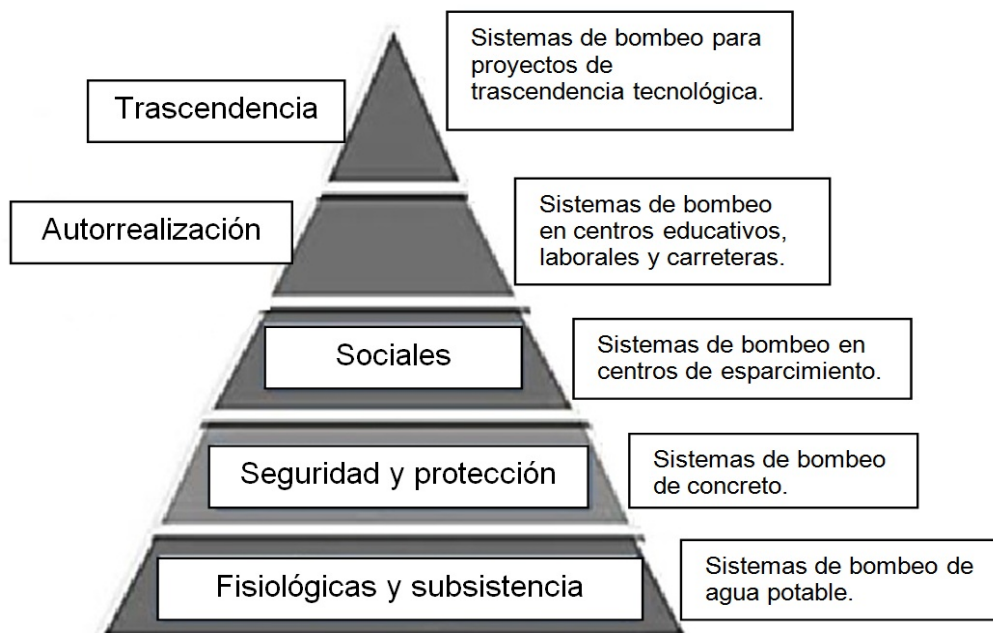 Trascendencia
Sistemas de bombeo para
proyectos de
trascendencia tecnológica.
Autorrealización
Sistemas de bombeo
en centros educativos,
laborales y carreteras.
Sociales
Sistemas de bombeo en
centros de esparcimiento.
Seguridad y protección
Sistemas de bombeo
de concreto.
Fisiológicas y subsistencia
Sistemas de bombeo de
agua potable.